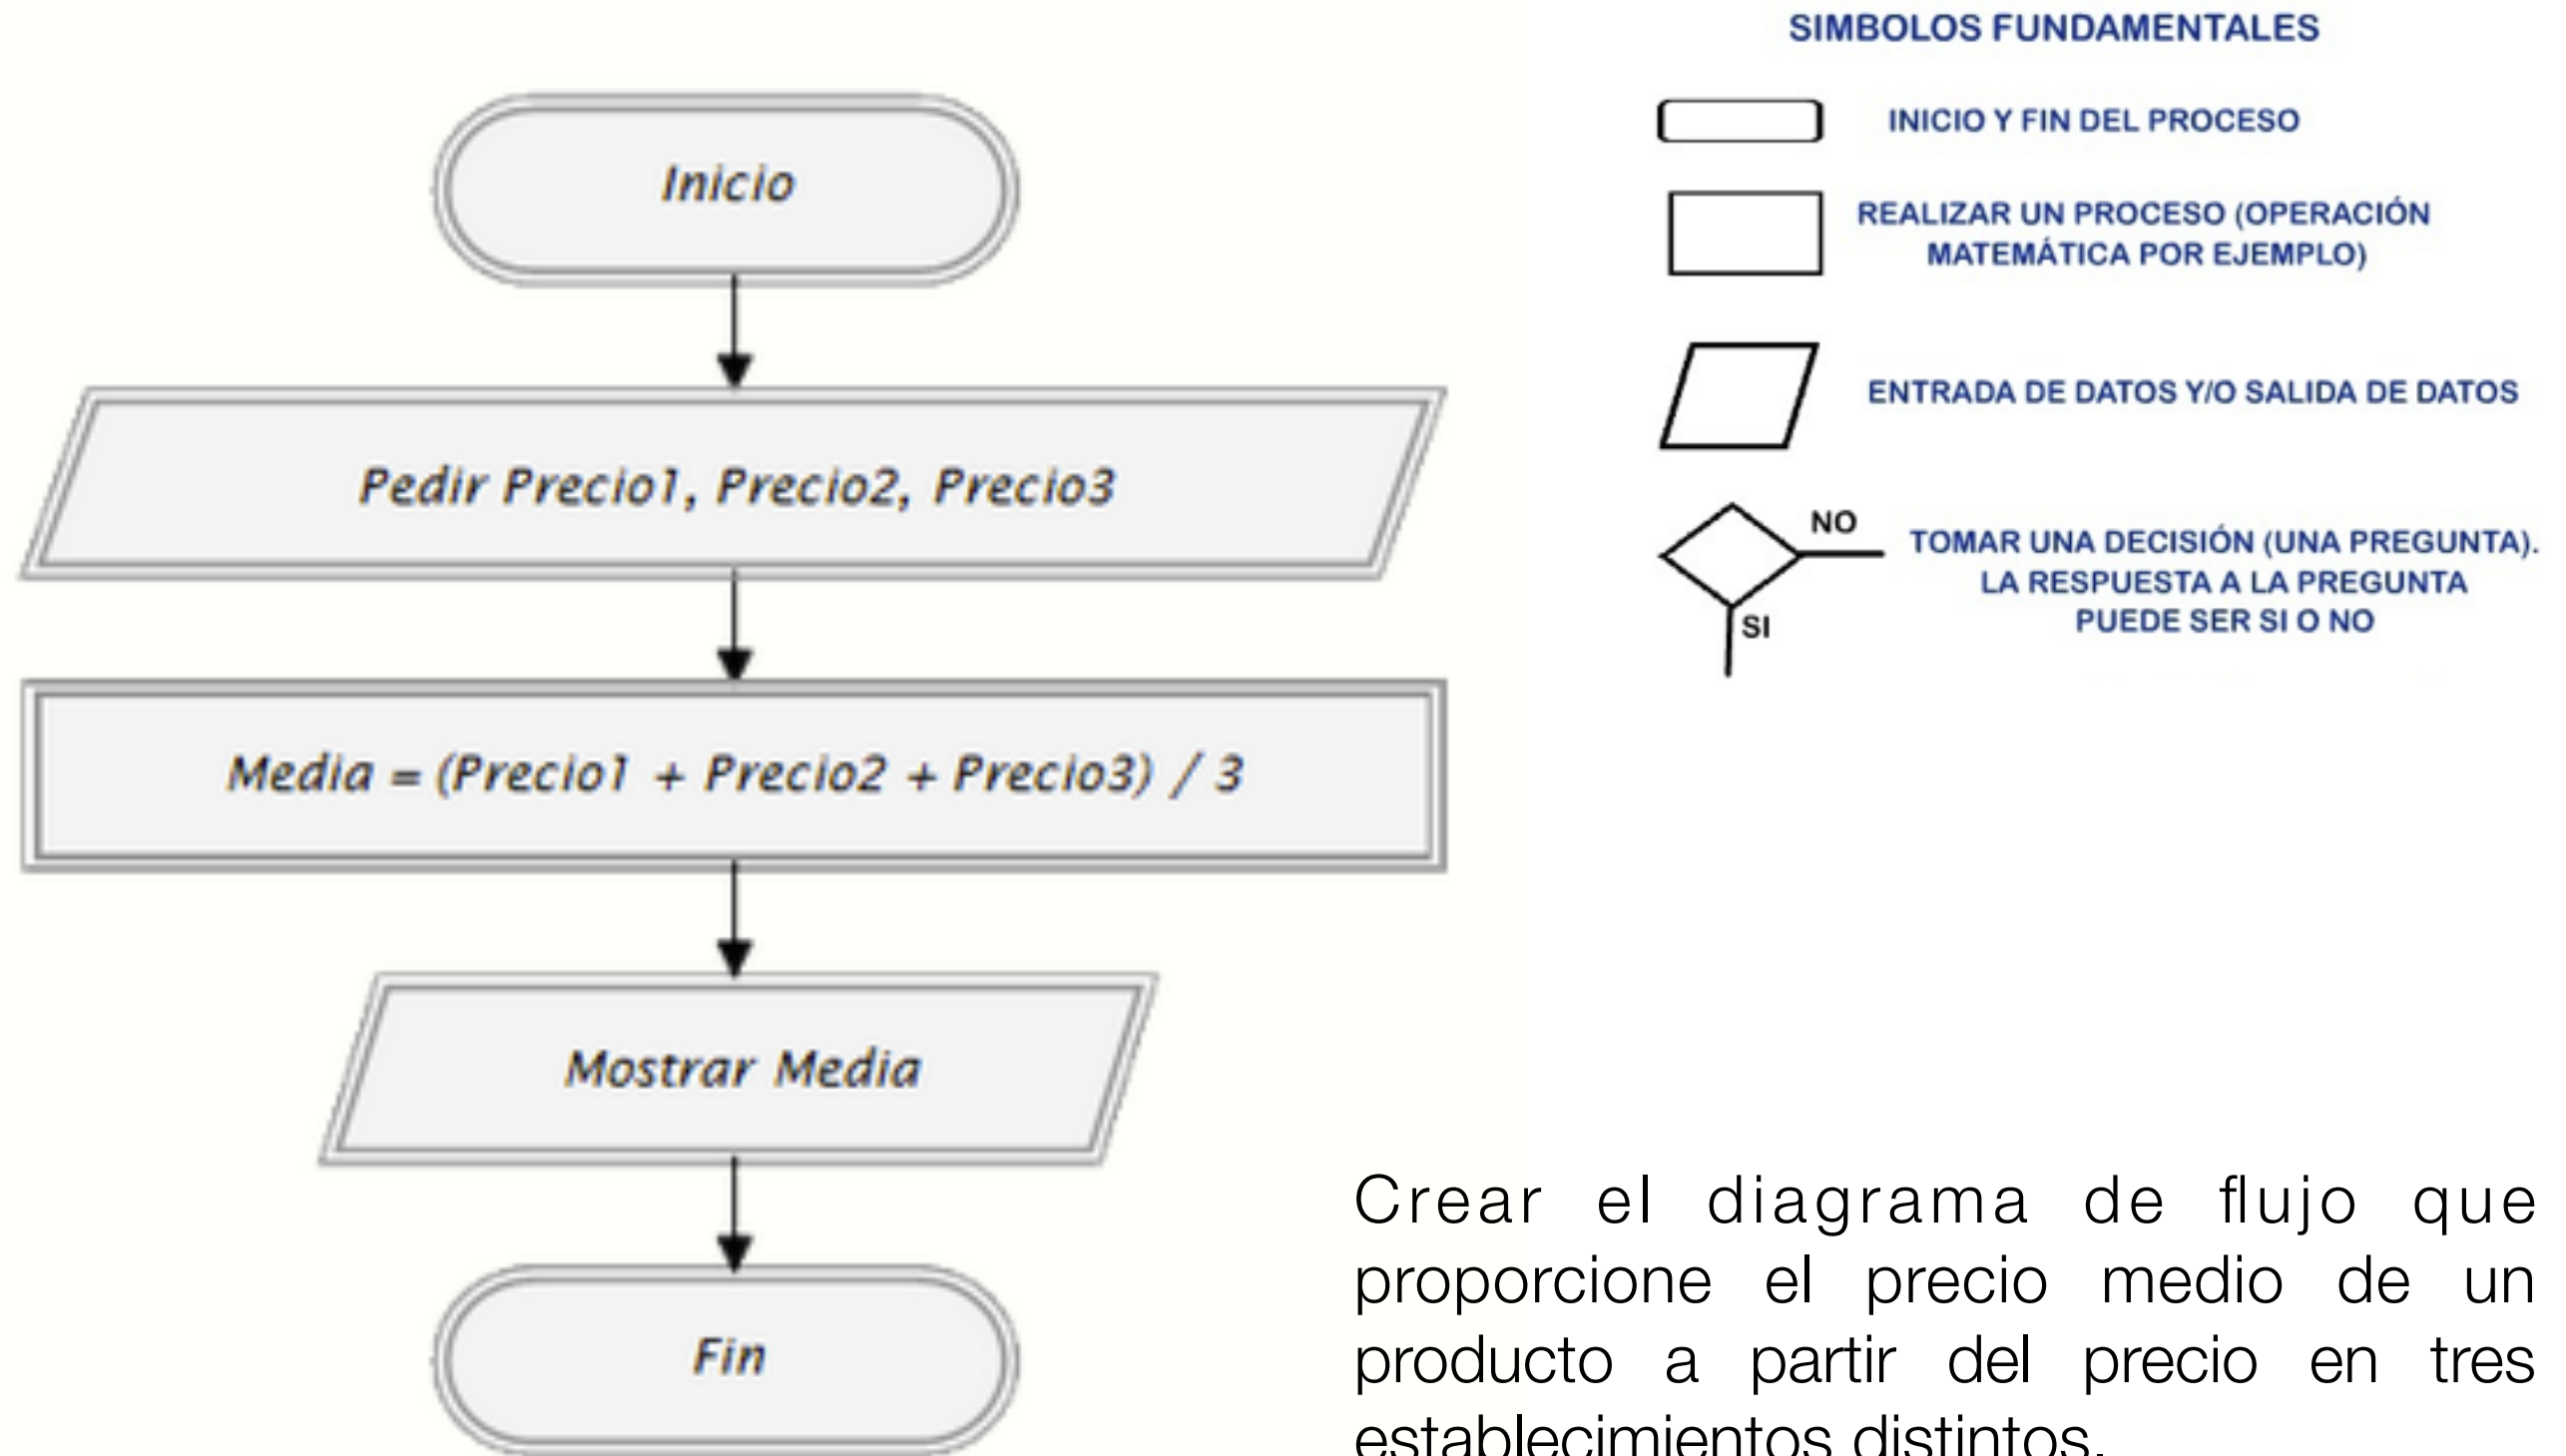 Inicio
Pedir Precio1, Precio2, Precio3
Media = (Precio1 + Precio2 + Precio3) / 3
Mostrar Media
Fin
SIMBOLOS FUNDAMENTALES
INICIO Y FIN DEL PROCESO
REALIZAR UN PROCESO (OPERACIÓN
MATEMÁTICA POR EJEMPLO)
ENTRADA DE DATOS Y/O SALIDA DE DATOS
NO
SI
TOMAR UNA DECISIÓN (UNA PREGUNTA).
LA RESPUESTA A LA PREGUNTA
PUEDE SER SI O NO
Crear el diagrama de flujo que
proporcione el precio medio de un
producto a partir del precio en tres
establecimientos distintos.